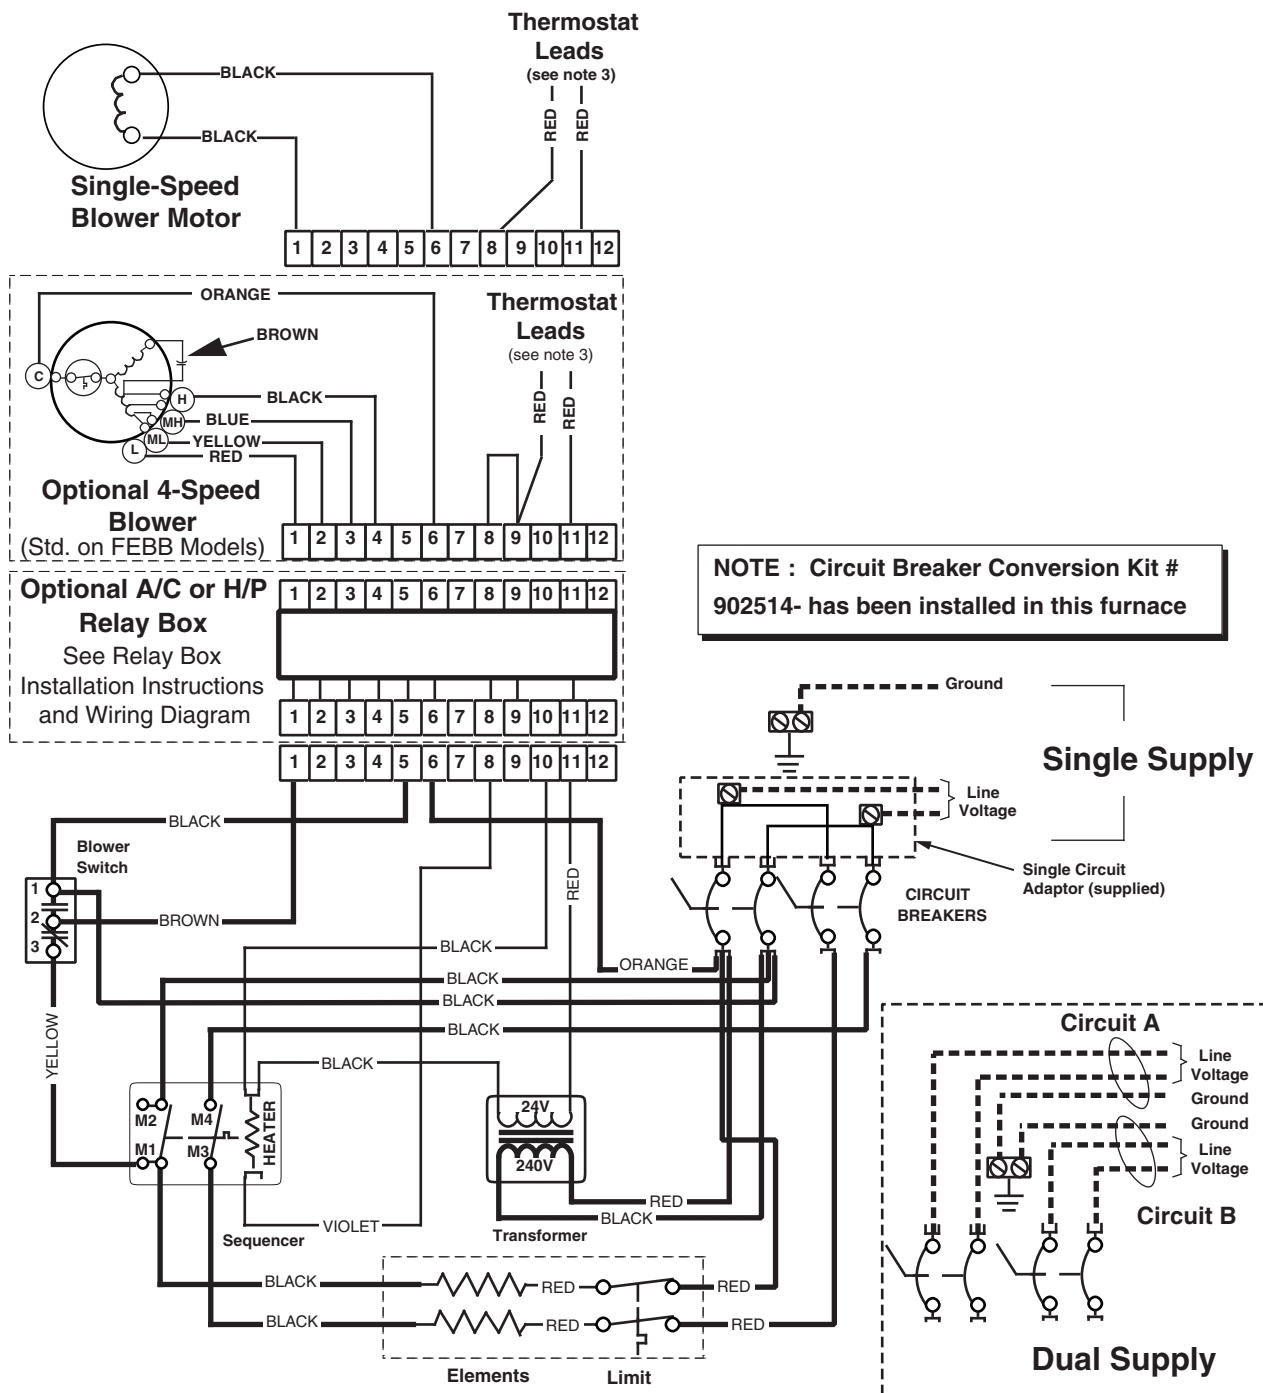 Thermostat
Leads
(see note 3)
BLACK
RED
RED
BLACK
Single-Speed
Blower Motor
1 2 3 4 5 6 7 8 9 10 11 12
ORANGE
Thermostat
Leads
(see note 3)
BROWN
C
H
BLACK
RED
RED
MH
BLUE
ML
YELLOW
L
RED
Optional 4-Speed
Blower
(Std. on FEBB Models)
1 2 3 4 5 6 7 8 9 10 11 12
Optional A/C or H/P
Relay Box
See Relay Box
Installation Instructions
and Wiring Diagram
1 2 3 4 5 6 7 8 9 10 11 12
1 2 3 4 5 6 7 8 9 10 11 12
1 2 3 4 5 6 7 8 9 10 11 12
NOTE : Circuit Breaker Conversion Kit #
902514- has been installed in this furnace
Ground
Single Supply
Line
Voltage
Single Circuit
Adaptor (supplied)
CIRCUIT
BREAKERS
BLACK
Blower
Switch
1
2
3
BROWN
RED
BLACK
ORANGE
BLACK
BLACK
BLACK
YELLOW
BLACK
M2
M4
M1
M3
HEATER
Sequencer
24V
240V
Transformer
RED
BLACK
VIOLET
BLACK
RED
RED
BLACK
RED
RED
Elements
Limit
Circuit A
Line
Voltage
Ground
Ground
Line
Voltage
Circuit B
Dual Supply